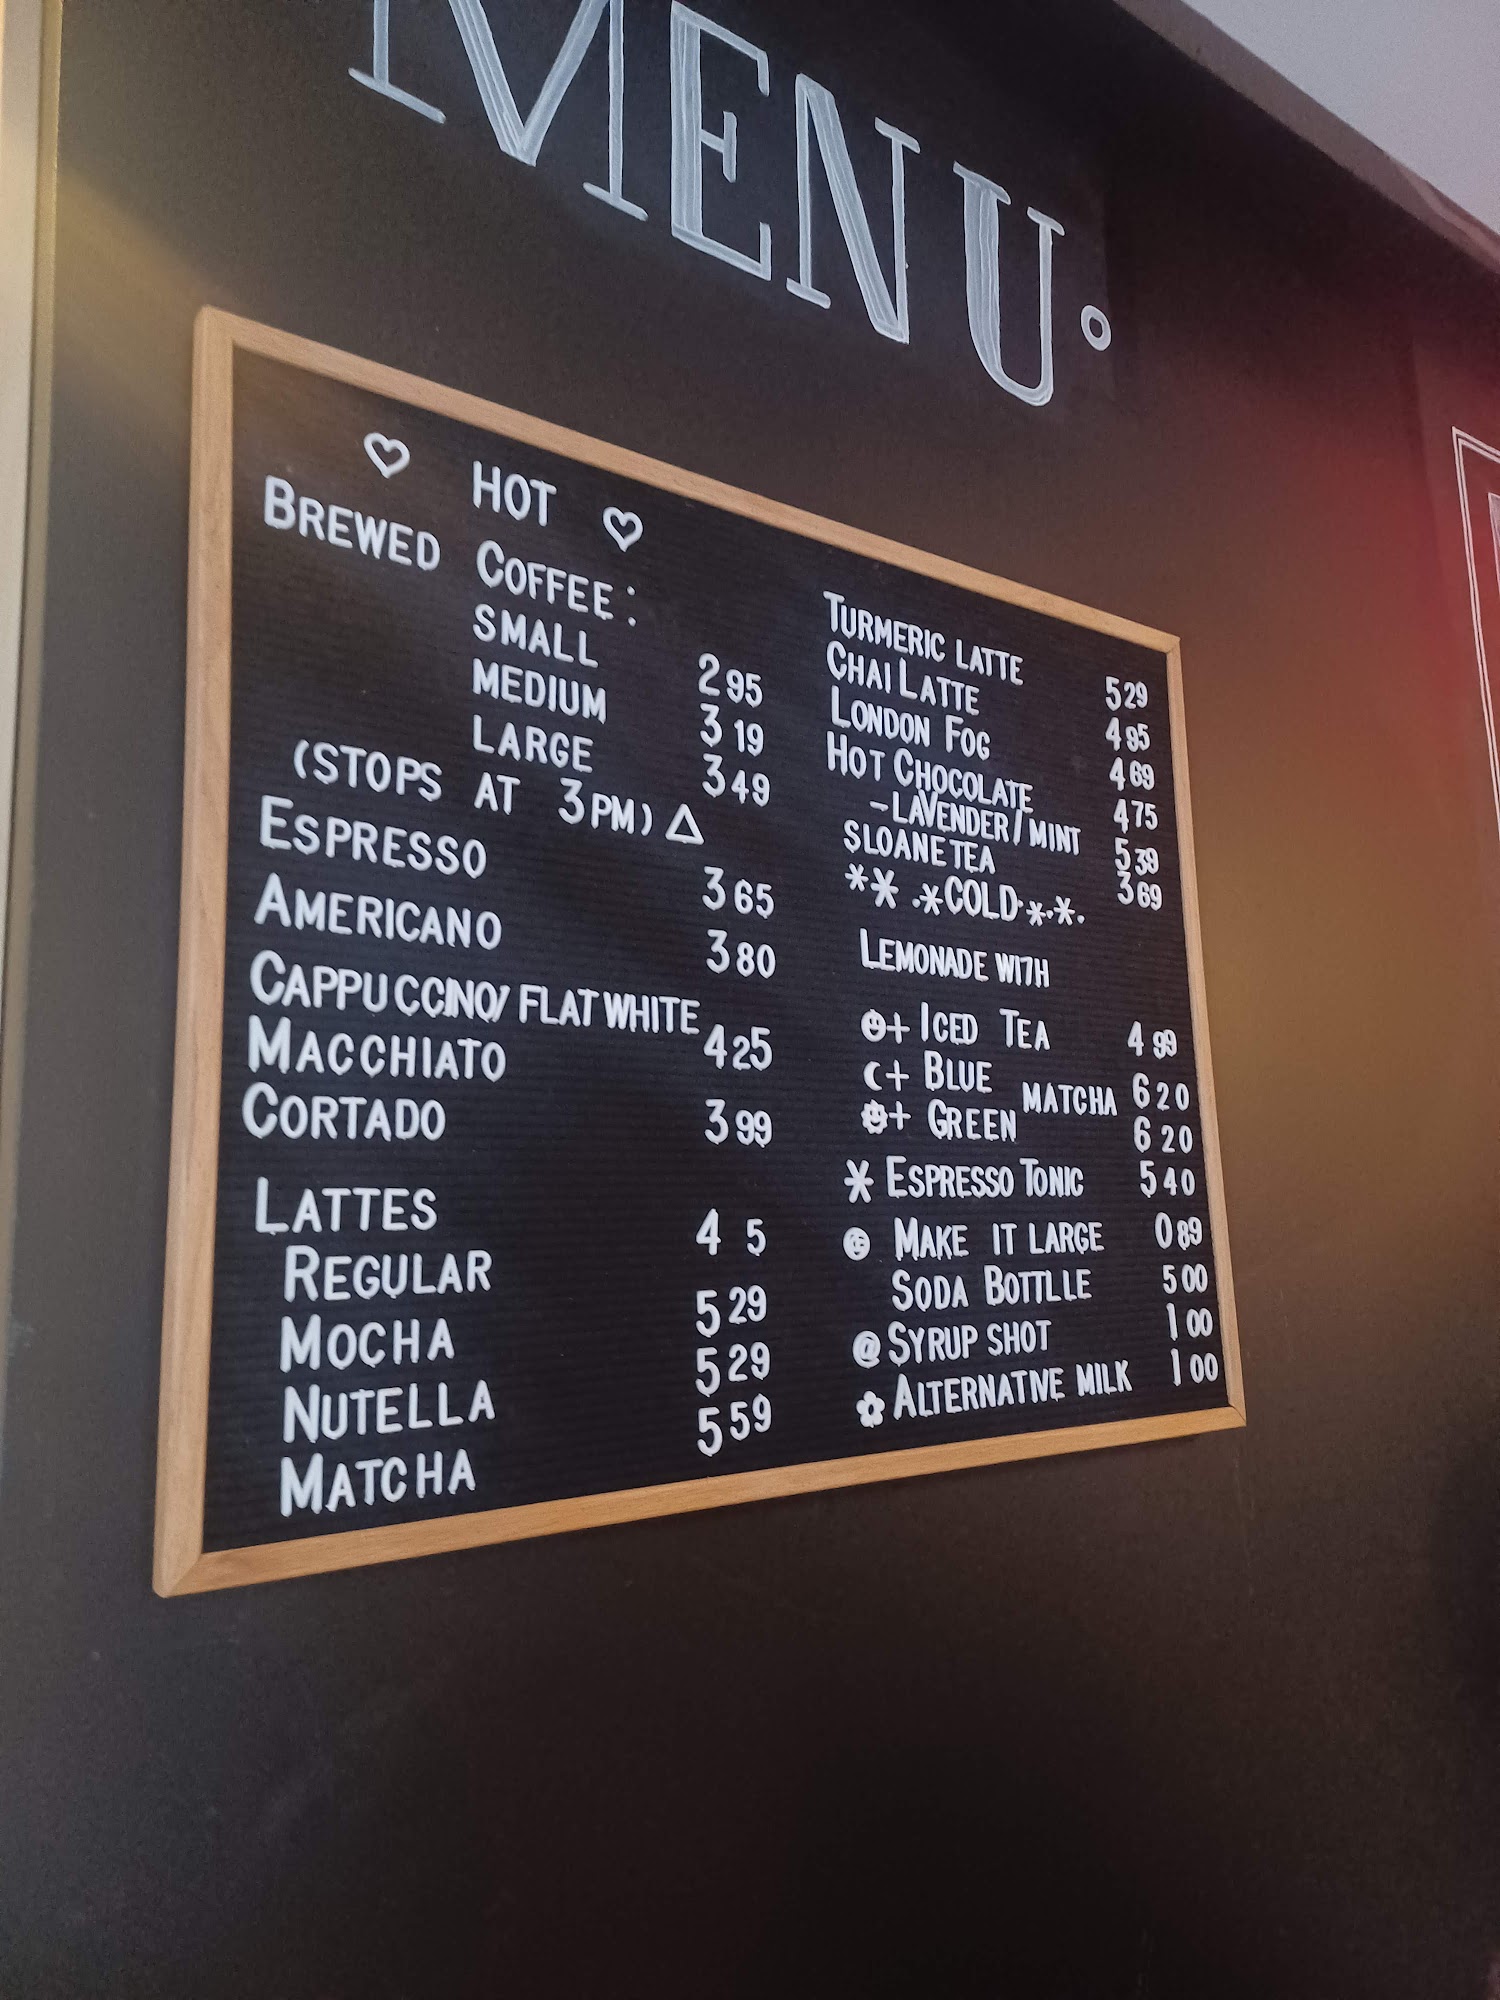 MENU
HOT
BREWED COFFEE:
SMALL 2 95
MEDIUM 3 19
LARGE 3 49
(STOPS AT 3PM)
ESPRESSO 3 65
AMERICANO 3 80
CAPPUCCINO/ FLAT WHITE 4 25
MACCHIATO
CORTADO 3 99
LATTES
REGULAR 4 5
MOCHA 5 29
NUTELLA 5 29
MATCHA 5 59
TURMERIC LATTE 5 29
CHAI LATTE 4 95
LONDON FOG 4 69
HOT CHOCOLATE 4 75
-LAVENDER/MINT 5 39
SLOANE TEA 3 69
** .*COLD.*.*.
LEMONADE WI7H
+ ICED TEA 4 99
+ BLUE 6 20
MATCHA
+ GREEN 6 20
* ESPRESSO TONIC 5 40
MAKE IT LARGE 0 89
SODA BOTTLLE 5 00
@ SYRUP SHOT 1 00
ALTERNATIVE MILK 1 00